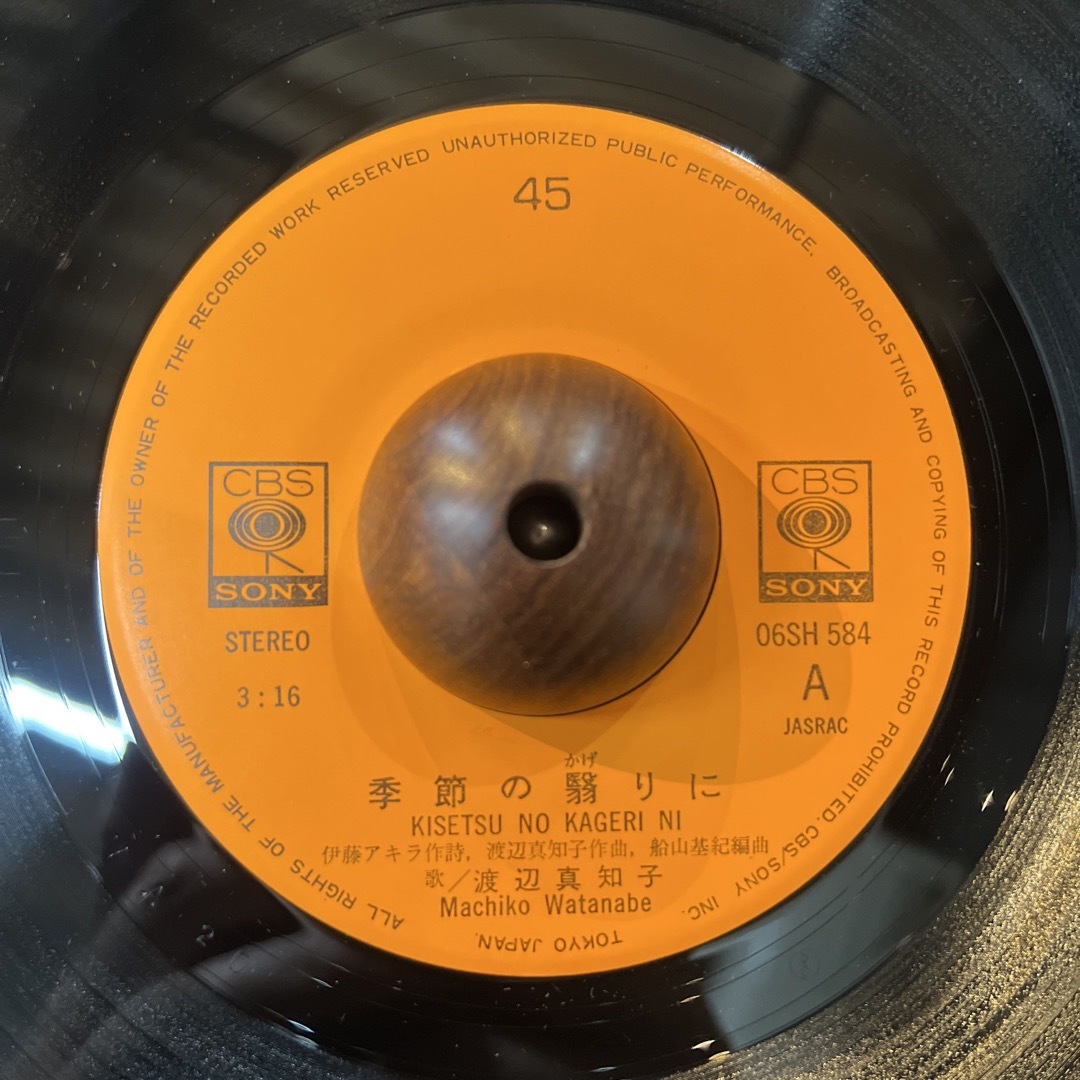 ALL RIGHTS OF THE MANUFACTURER AND OF THE OWNER OF THE RECORDED WORK RESERVED UNAUTHORIZED PUBLIC PERFORMANCE, BROADCASTING AND COPYING OF THIS RECORD PROHIBITED. CBS/SONY INC. TOKYO JAPAN.
45
CBS
SONY
STEREO
3:16
CBS
SONY
06SH 584
A
JASRAC
かげ
季節の翳りに
KISETSU NO KAGERI NI
伊藤アキラ作詩, 渡辺真知子作曲, 船山基紀編曲
歌/渡辺真知子
Machiko Watanabe